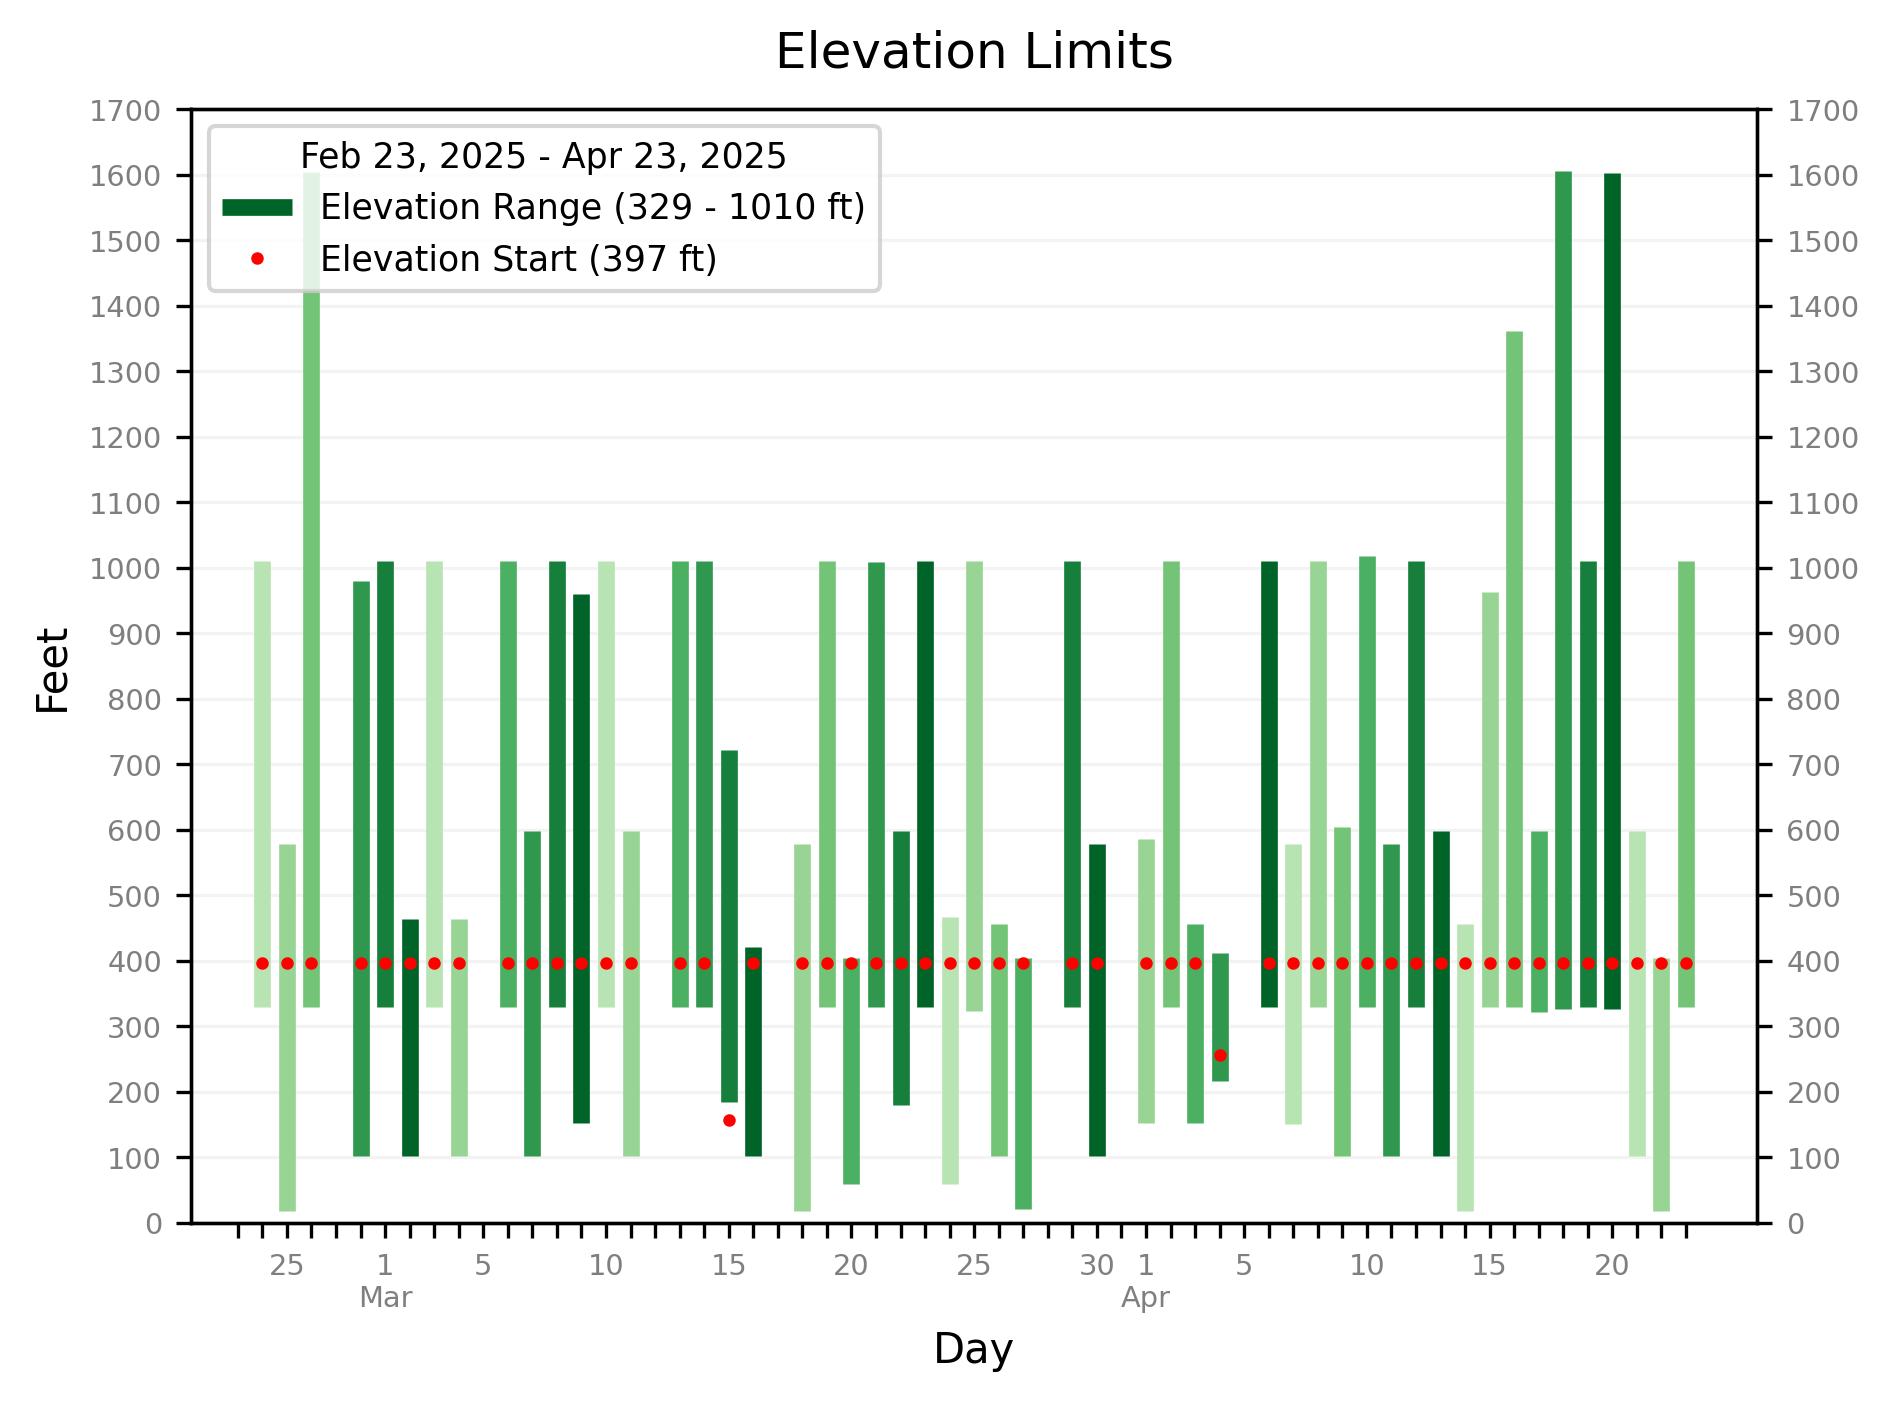 Elevation Limits
Feb 23, 2025 - Apr 23, 2025
Elevation Range (329 - 1010 ft)
Elevation Start (397 ft)
1700 1700
1600 1600
1500 1500
1400 1400
1300 1300
1200 1200
1100 1100
1000 1000
900 900
800 800
700 700
600 600
500 500
400 400
300 300
200 200
100 100
0 0
Feet
25 1 5 10 15 20 25 30 1 5 10 15 20
Mar Apr
Day